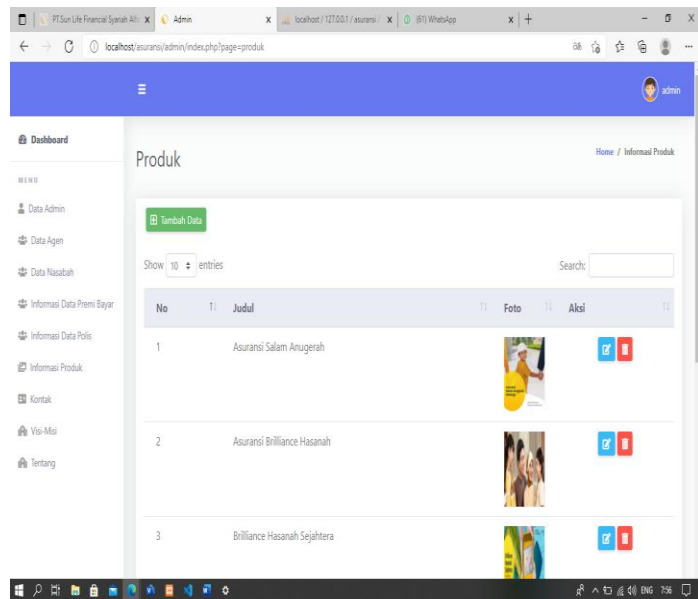 PT.Sun Life Financial Syariah
Admin
localhost / 127.0.0.1 / asuransi /
(61) WhatsApp
localhost/asuransi/admin/index.php?page=produk
admin
Dashboard
MENU
Data Admin
Data Agen
Data Nasabah
Informasi Data Premi Bayar
Informasi Data Polis
Informasi Produk
Kontak
Visi-Misi
Tentang
Produk
Home / Informasi Produk
Tambah Data
Show 10 entries
Search:
No Judul Foto Aksi
1 Asuransi Salam Anugerah
2 Asuransi Brilliance Hasanah
3 Brilliance Hasanah Sejahtera
ENG 7:56